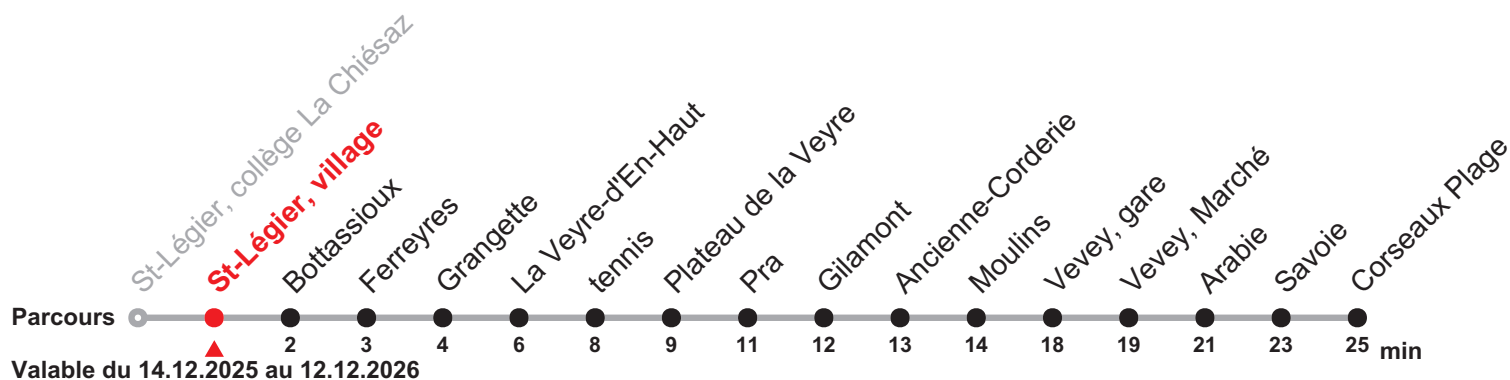 St-Légier, collège La Chiésaz
St-Légier, village
Bottassioux
Ferreyres
Grangette
La Veyre-d'En-Haut
tennis
Plateau de la Veyre
Pra
Gilamont
Ancienne-Corderie
Moulins
Vevey, gare
Vevey, Marché
Arabie
Savoie
Corseaux Plage
Parcours
2 3 4 6 8 9 11 12 13 14 18 19 21 23 25 min
Valable du 14.12.2025 au 12.12.2026